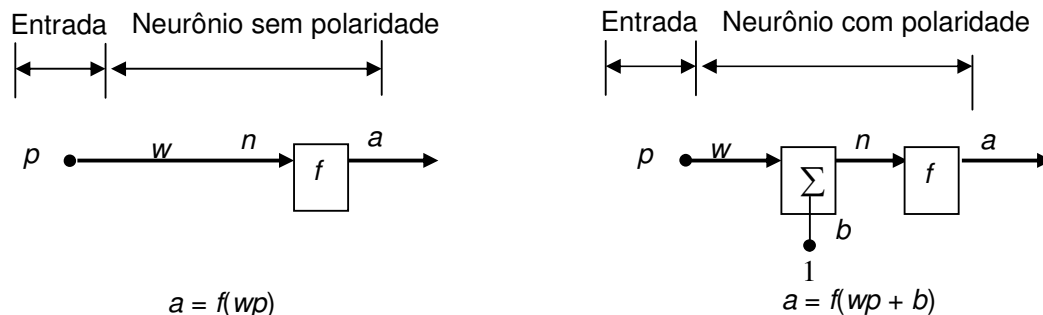 Entrada Neurônio sem polaridade
p w n f a
a = f(wp)
Entrada Neurônio com polaridade
p w Σ n f a
b
1
a = f(wp + b)